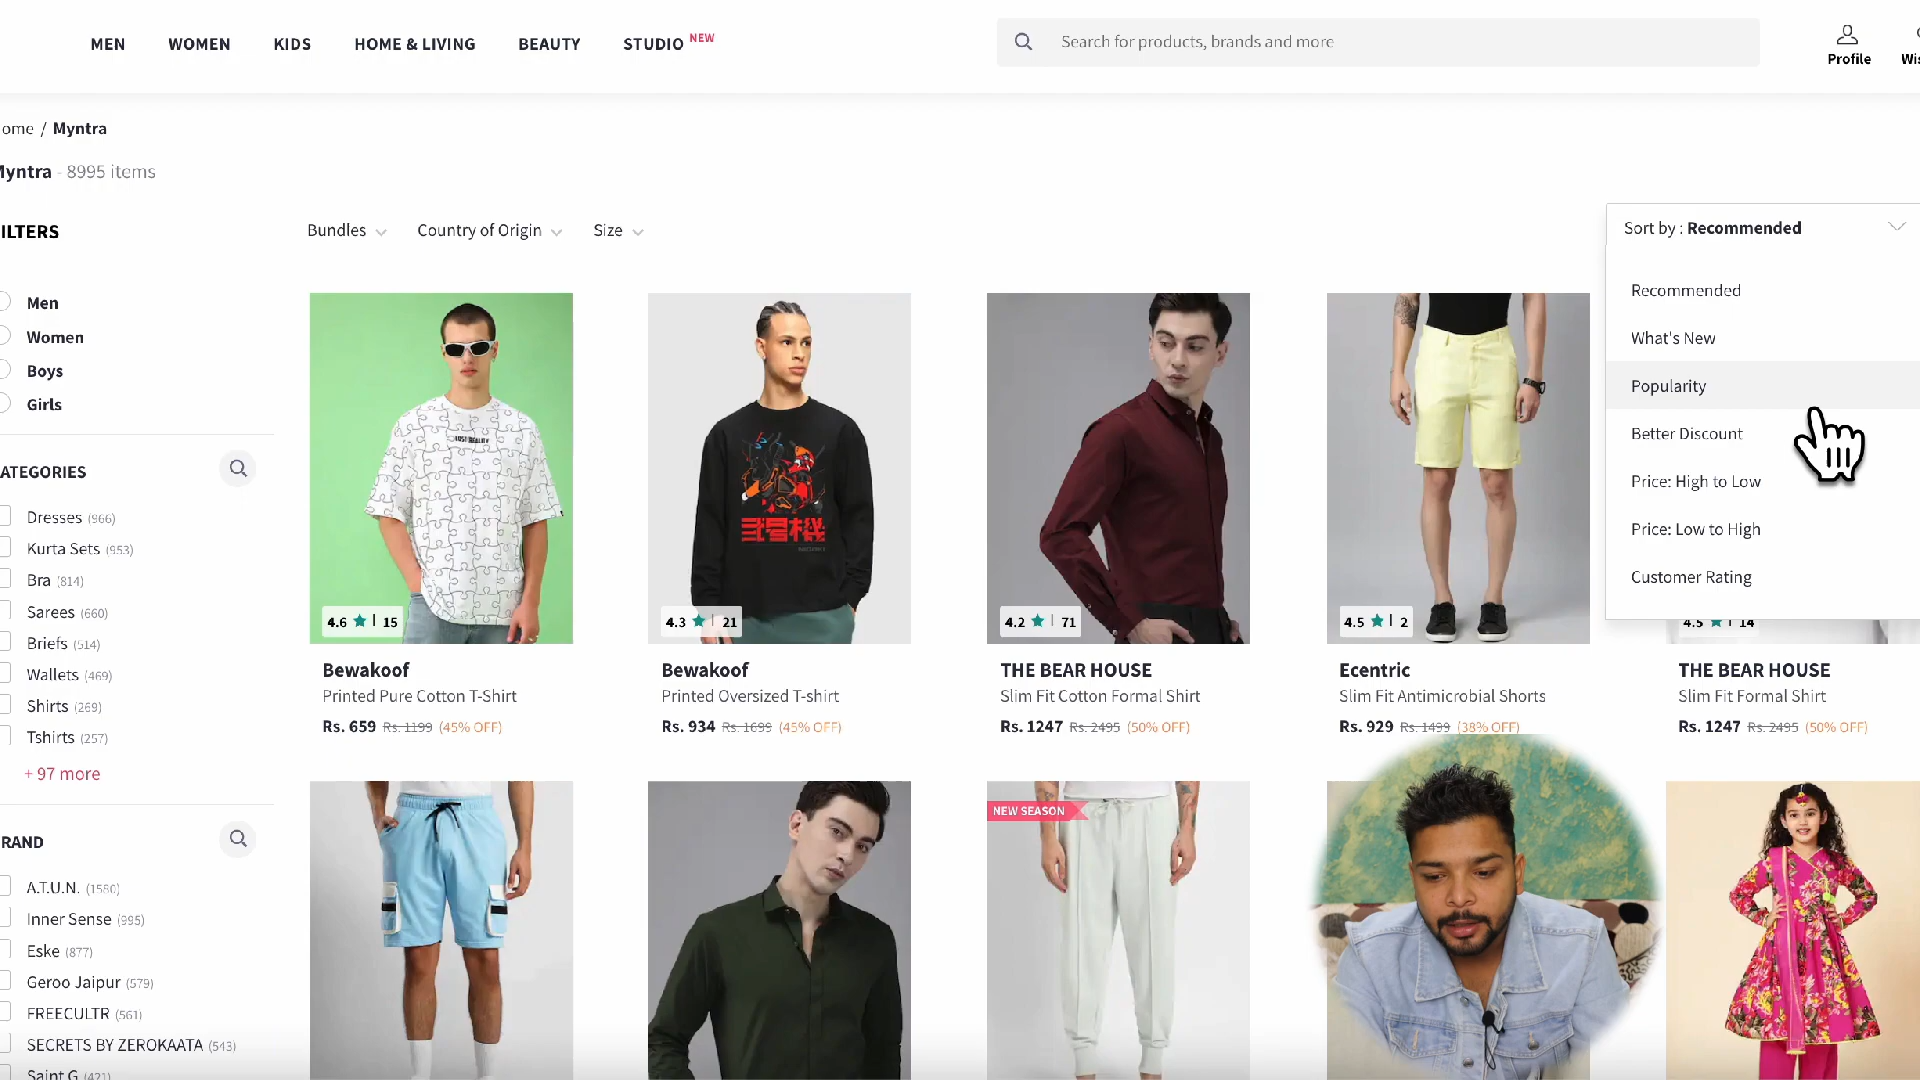 MEN WOMEN KIDS HOME & LIVING BEAUTY STUDIO NEW
Search for products, brands and more
Profile
Wis
ome / Myntra
Myntra - 8995 items
ILTERS
Bundles Country of Origin Size
Sort by : Recommended
Recommended
What's New
Popularity
Better Discount
Price: High to Low
Price: Low to High
Customer Rating
Men
Women
Boys
Girls
ATEGORIES
Dresses (966)
Kurta Sets (953)
Bra (814)
Sarees (660)
Briefs (514)
Wallets (469)
Shirts (269)
Tshirts (257)
+ 97 more
RAND
A.T.U.N. (1580)
Inner Sense (995)
Eske (877)
Geroo Jaipur (579)
FREECULTR (561)
SECRETS BY ZEROKAATA (543)
Saint G (421)
4.6 ★ | 15
Bewakoof
Printed Pure Cotton T-Shirt
Rs. 659 Rs. 1199 (45% OFF)
4.3 ★ | 21
Bewakoof
Printed Oversized T-shirt
Rs. 934 Rs. 1699 (45% OFF)
4.2 ★ | 71
THE BEAR HOUSE
Slim Fit Cotton Formal Shirt
Rs. 1247 Rs. 2495 (50% OFF)
4.5 ★ | 2
Ecentric
Slim Fit Antimicrobial Shorts
Rs. 929 Rs. 1499 (38% OFF)
4.5 ★ | 14
THE BEAR HOUSE
Slim Fit Formal Shirt
Rs. 1247 Rs. 2495 (50% OFF)
NEW SEASON